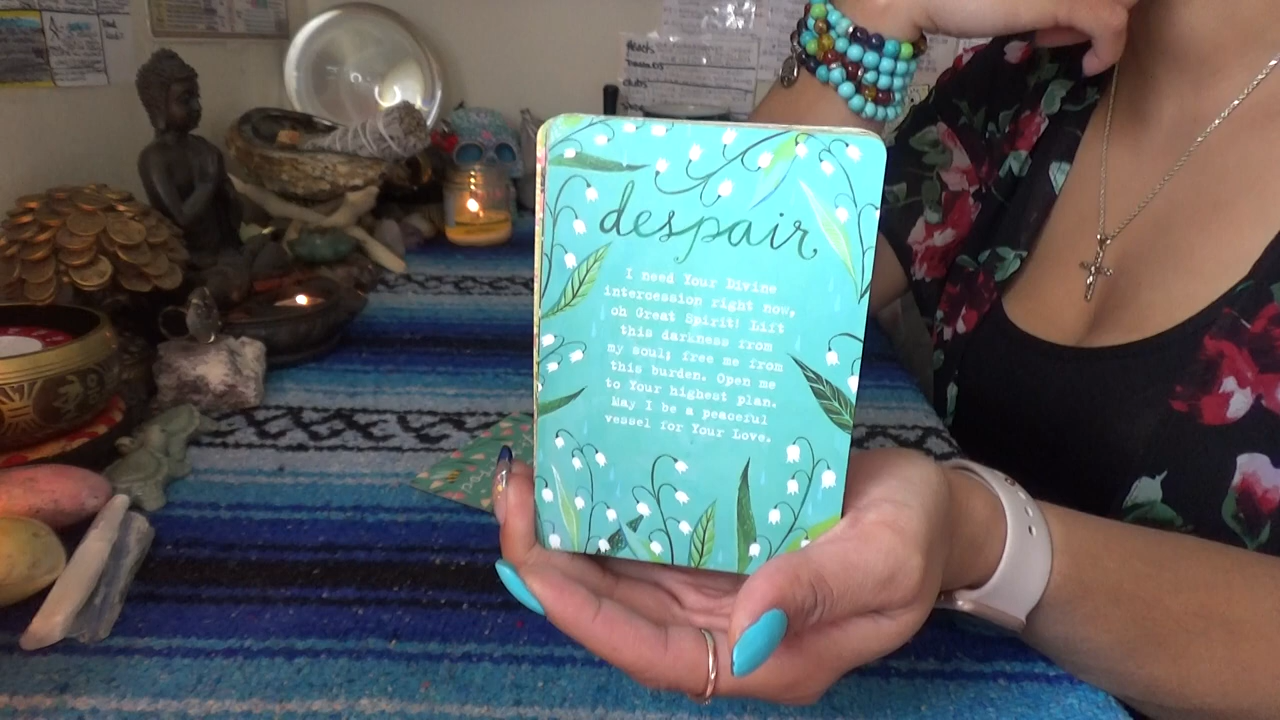 despair
I need Your Divine
intercession right now,
oh Great Spirit! Lift
this darkness from
my soul; free me from
this burden. Open me
to Your highest plan.
May I be a peaceful
vessel for Your Love.